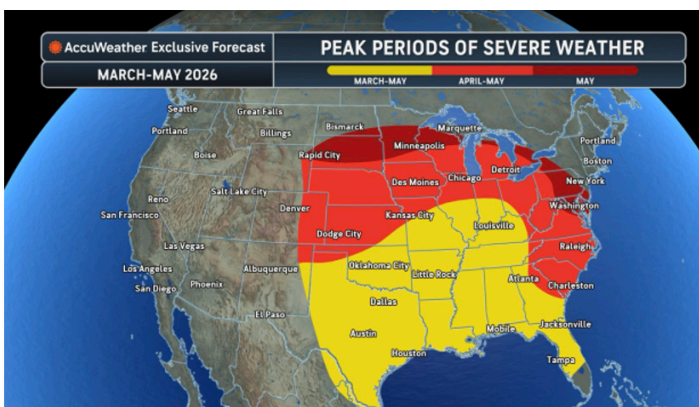 AccuWeather Exclusive Forecast
MARCH-MAY 2026
PEAK PERIODS OF SEVERE WEATHER
MARCH-MAY APRIL-MAY MAY
Seattle
Great Falls
Portland
Billings
Bismarck
Marquette
Portland
Boise
Rapid City
Minneapolis
Boston
Detroit
Chicago
New York
Des Moines
Salt Lake City
Reno
Denver
Washington
San Francisco
Kansas City
Louisville
Dodge City
Las Vegas
Raleigh
Los Angeles
Albuquerque
Oklahoma City
Little Rock
Atlanta
San Diego
Phoenix
Charleston
Dallas
El Paso
Austin
Mobile
Jacksonville
Houston
Tampa